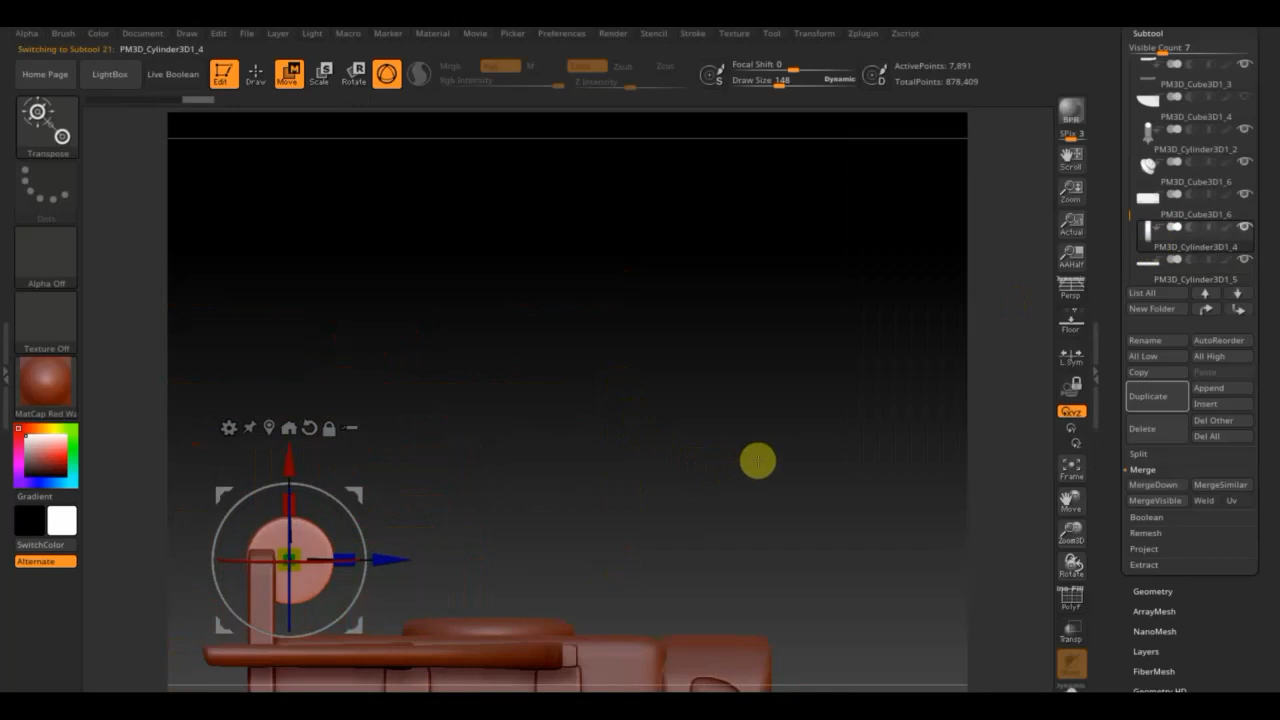 Alpha Brush Color Document Draw Edit File Layer Light Macro Marker Material Movie Picker Preferences Render Stencil Stroke Texture Tool Transform Zplugin Zscript
Switching to Subtool 21: PM3D_Cylinder3D1_4
Home Page
LightBox
Live Boolean
Edit
Draw
Move
Scale
Rotate
Mrgb
M
Zsub
Zcut
Rgb Intensity
Z Intensity
Focal Shift 0
Draw Size 148
Dynamic
ActivePoints: 7,891
TotalPoints: 878,409
Transpose
Dots
Alpha Off
Texture Off
MatCap Red Wa
Gradient
SwitchColor
Alternate
BPR
SPix 3
Scroll
Zoom
Actual
AAHalf
Persp
Floor
L.Sym
Frame
Move
Zoom3D
Rotate
PolyF
Transp
Subtool
Visible Count 7
PM3D_Cube3D1_3
PM3D_Cube3D1_4
PM3D_Cylinder3D1_2
PM3D_Cube3D1_6
PM3D_Cube3D1_6
PM3D_Cylinder3D1_4
PM3D_Cylinder3D1_5
List All
New Folder
Rename AutoReorder
All Low All High
Copy Paste
Duplicate Append
Insert
Delete Del Other
Del All
Split
Merge
MergeDown MergeSimilar
MergeVisible Weld Uv
Boolean
Remesh
Project
Extract
Geometry
ArrayMesh
NanoMesh
Layers
FiberMesh
Geometry HD